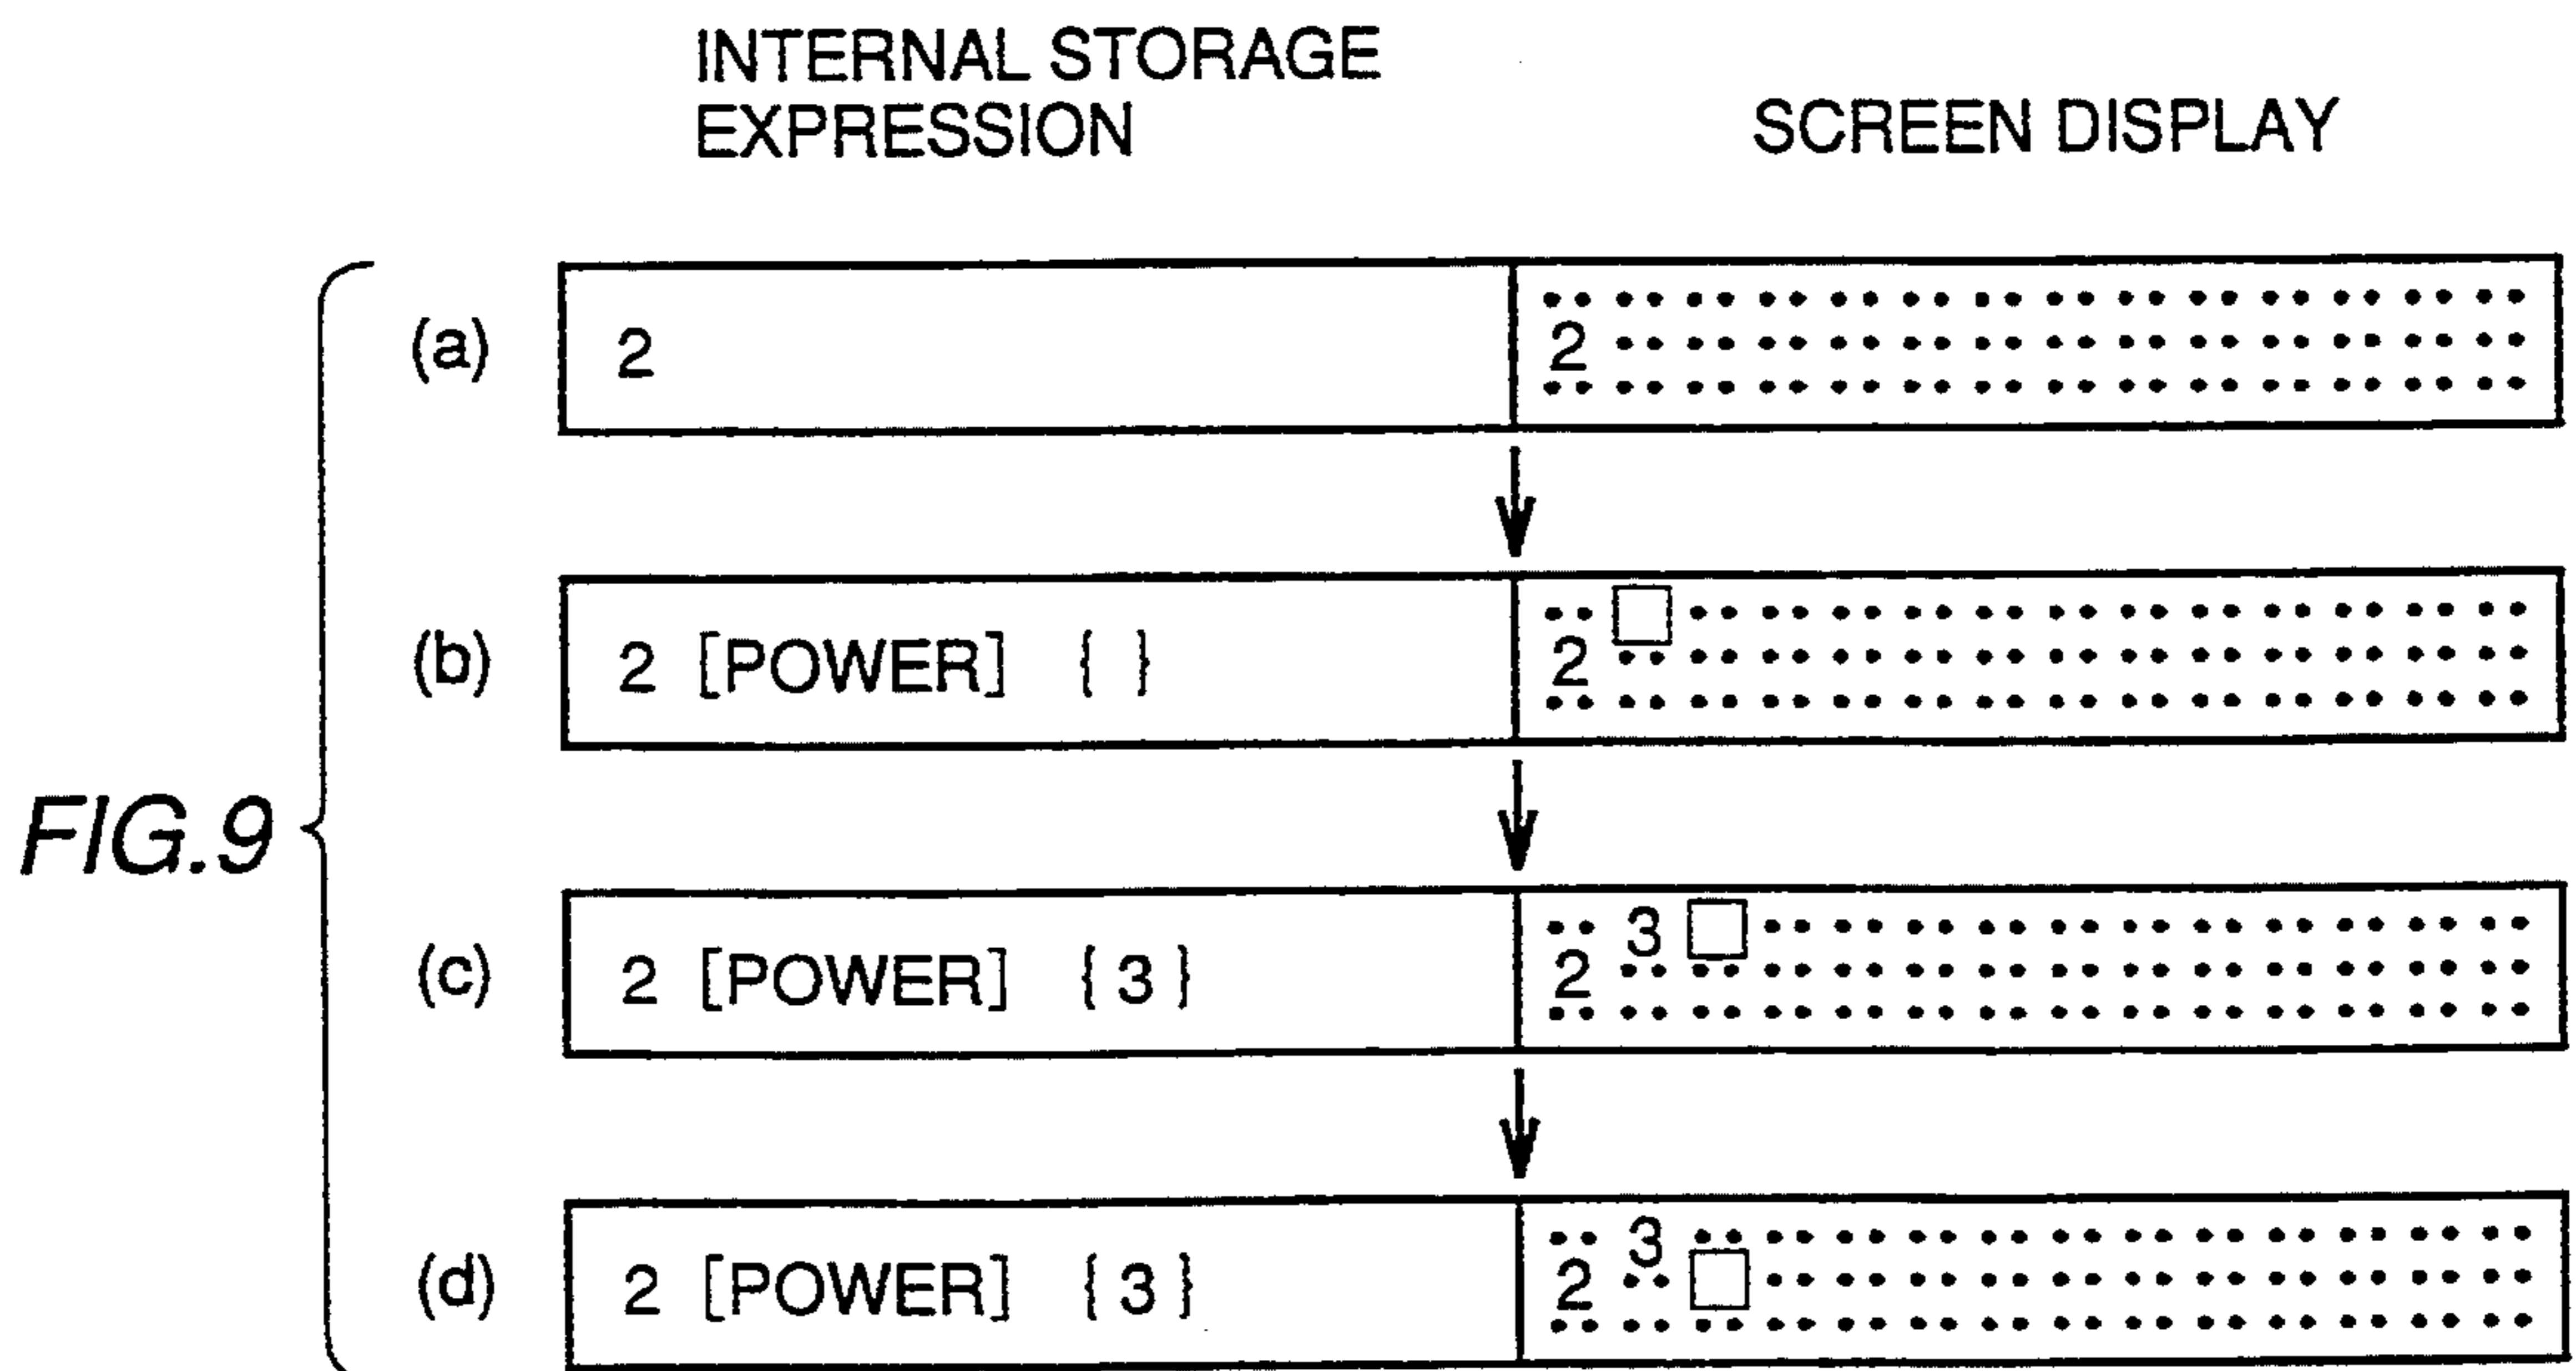 INTERNAL STORAGE
EXPRESSION
SCREEN DISPLAY
FIG.9
(a) 2 2
(b) 2 [POWER] { } 2
(c) 2 [POWER] { 3 } 3
2
(d) 2 [POWER] { 3 } 3
2